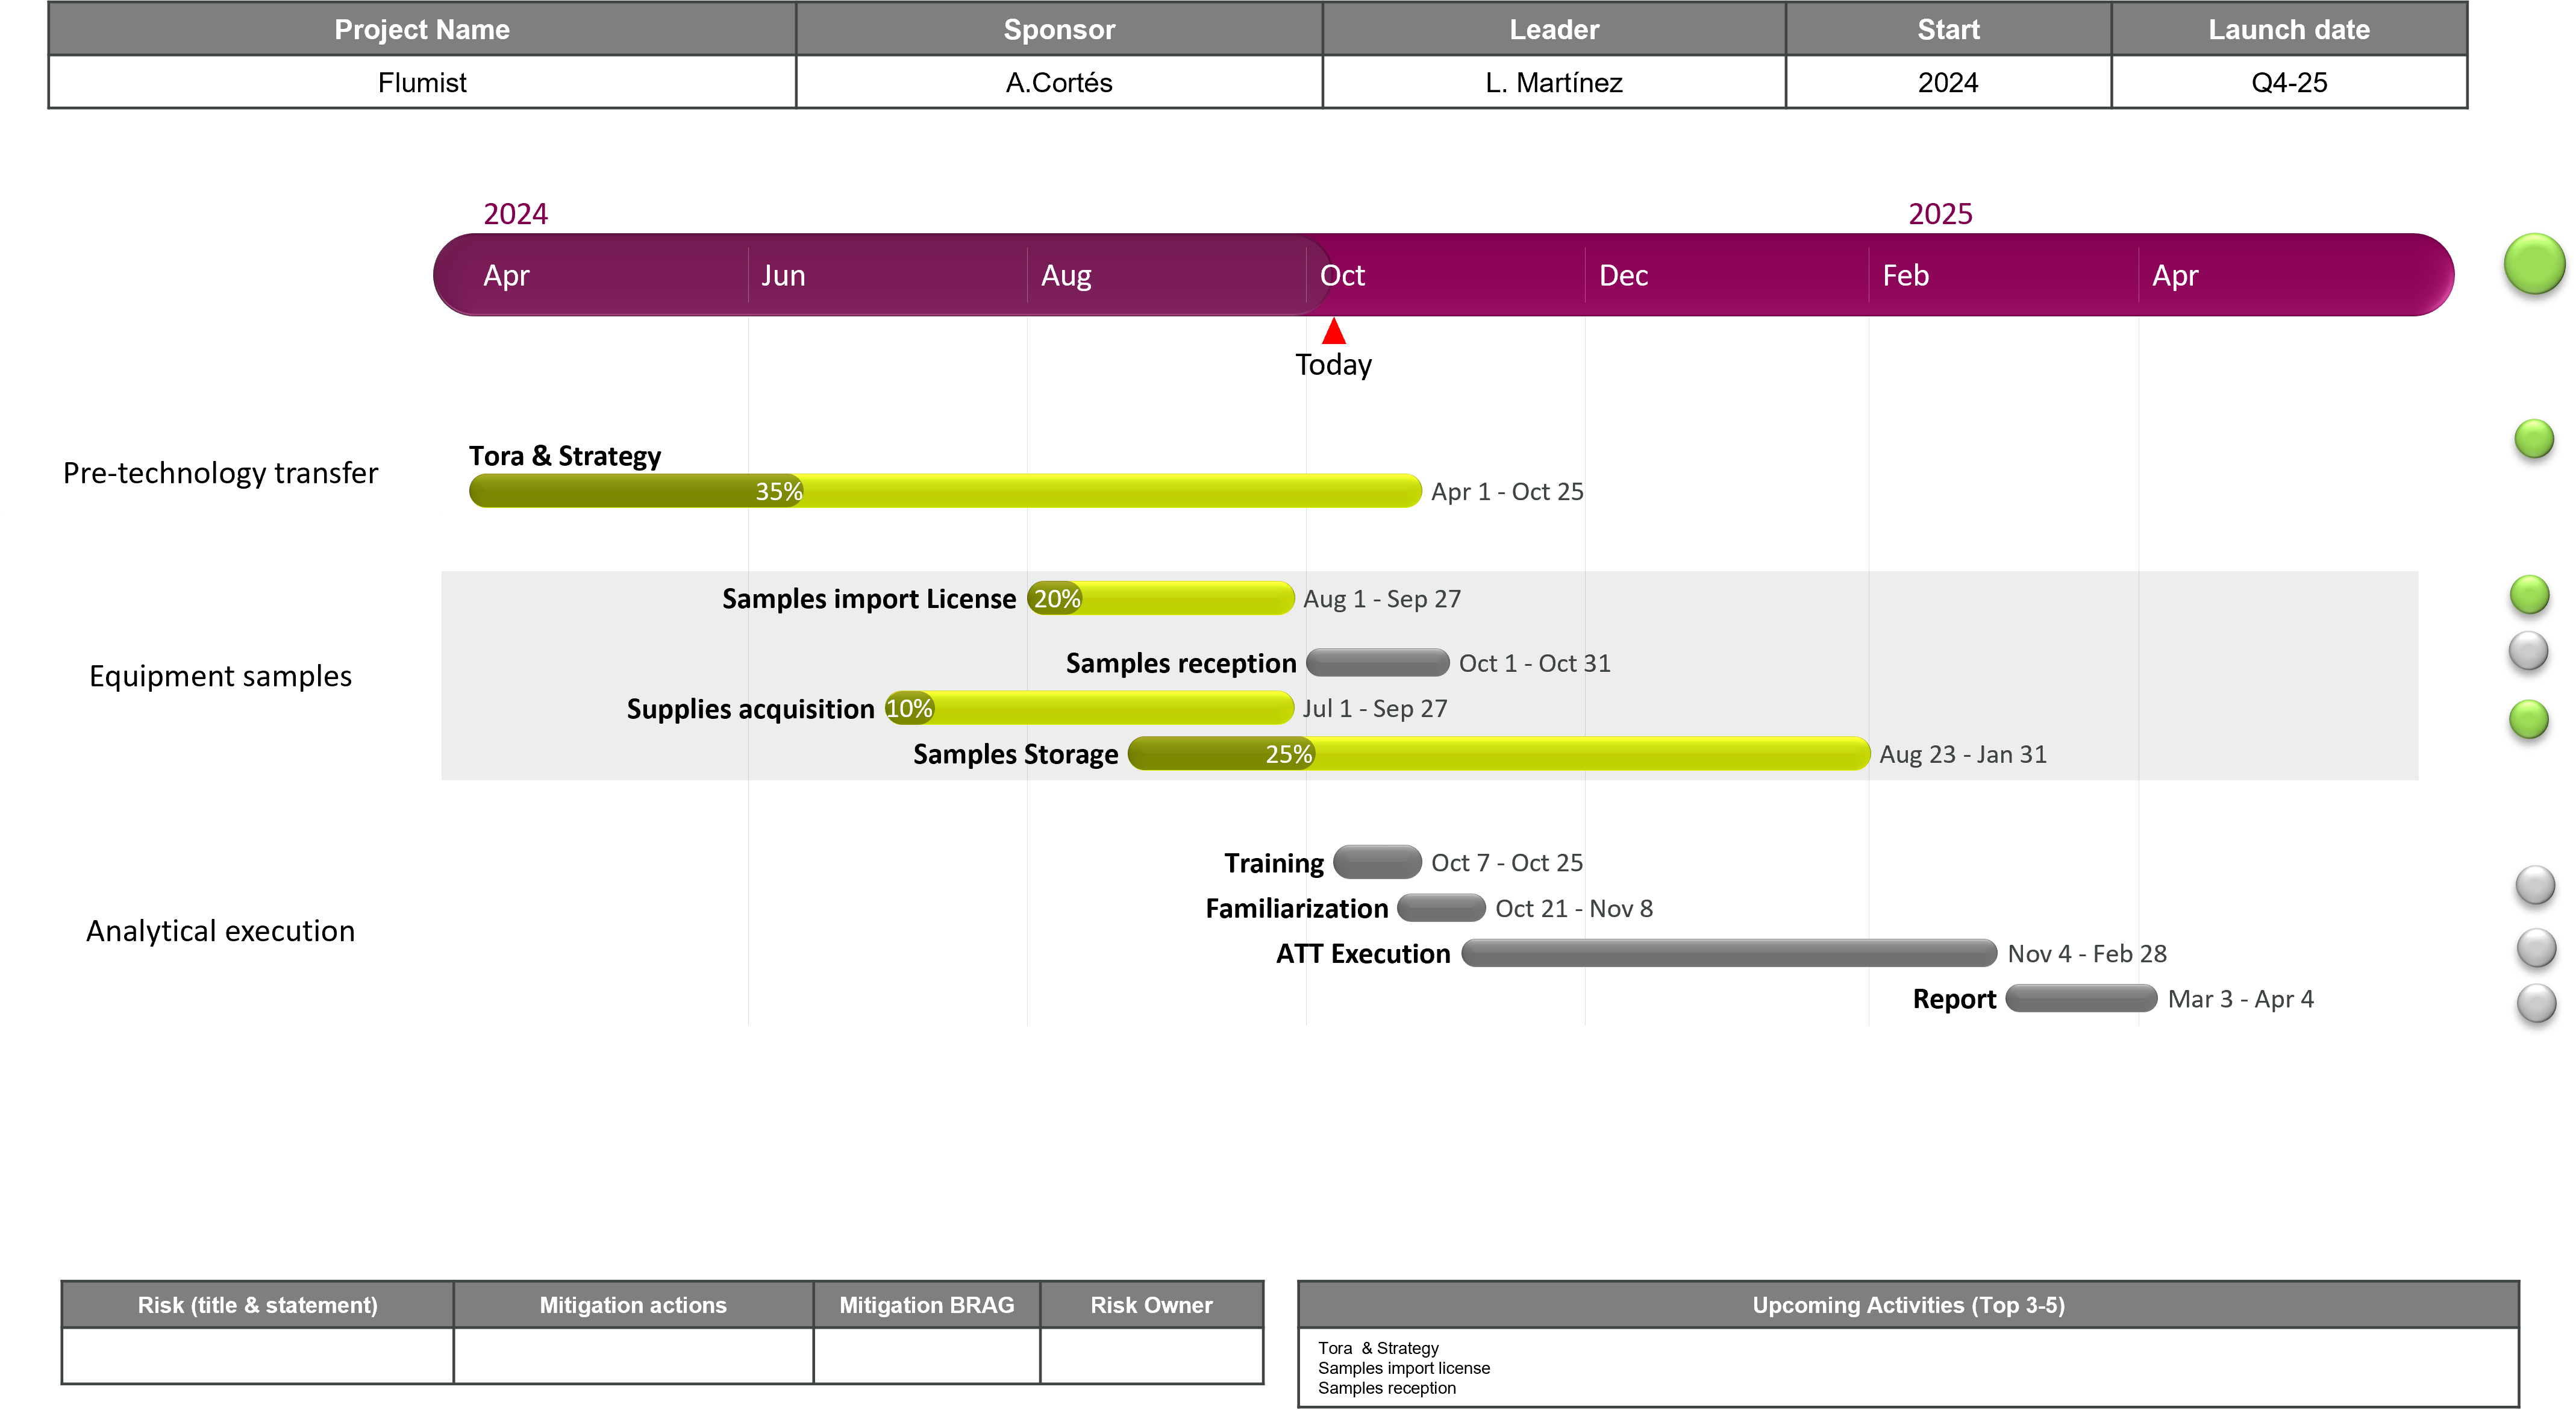 Project Name Sponsor Leader Start Launch date
Flumist A.Cortés L. Martínez 2024 Q4-25
2024 2025
Apr Jun Aug Oct Dec Feb Apr
Today
Pre-technology transfer
Tora & Strategy
35% Apr 1 - Oct 25
Equipment samples
Samples import License 20% Aug 1 - Sep 27
Samples reception Oct 1 - Oct 31
Supplies acquisition 10% Jul 1 - Sep 27
Samples Storage 25% Aug 23 - Jan 31
Analytical execution
Training Oct 7 - Oct 25
Familiarization Oct 21 - Nov 8
ATT Execution Nov 4 - Feb 28
Report Mar 3 - Apr 4
Risk (title & statement) Mitigation actions Mitigation BRAG Risk Owner
Upcoming Activities (Top 3-5)
Tora  & Strategy
Samples import license
Samples reception